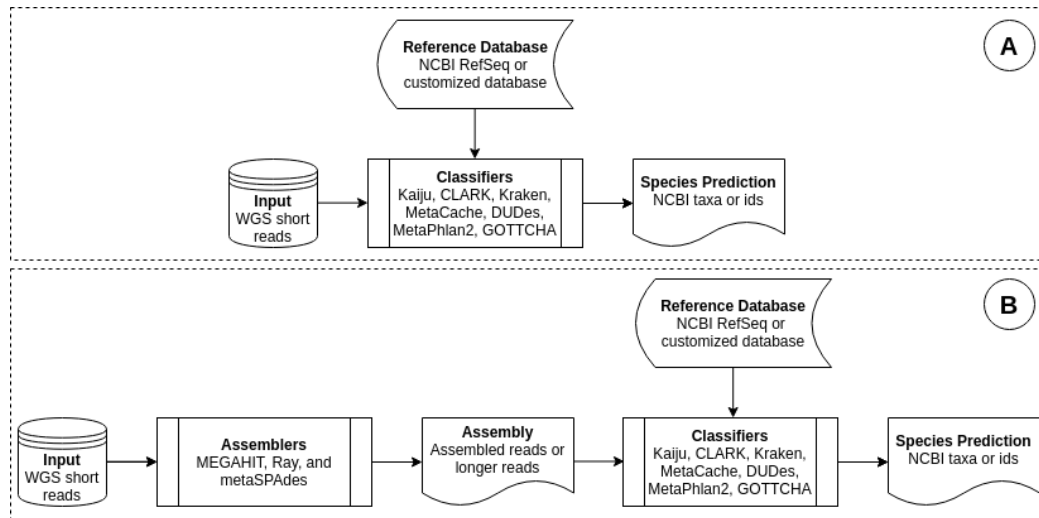 A
Reference Database
NCBI RefSeq or
customized database
Input
WGS short
reads
Classifiers
Kaiju, CLARK, Kraken,
MetaCache, DUDes,
MetaPhlan2, GOTTCHA
Species Prediction
NCBI taxa or ids
B
Reference Database
NCBI RefSeq or
customized database
Input
WGS short
reads
Assemblers
MEGAHIT, Ray, and
metaSPAdes
Assembly
Assembled reads or
longer reads
Classifiers
Kaiju, CLARK, Kraken,
MetaCache, DUDes,
MetaPhlan2, GOTTCHA
Species Prediction
NCBI taxa or ids